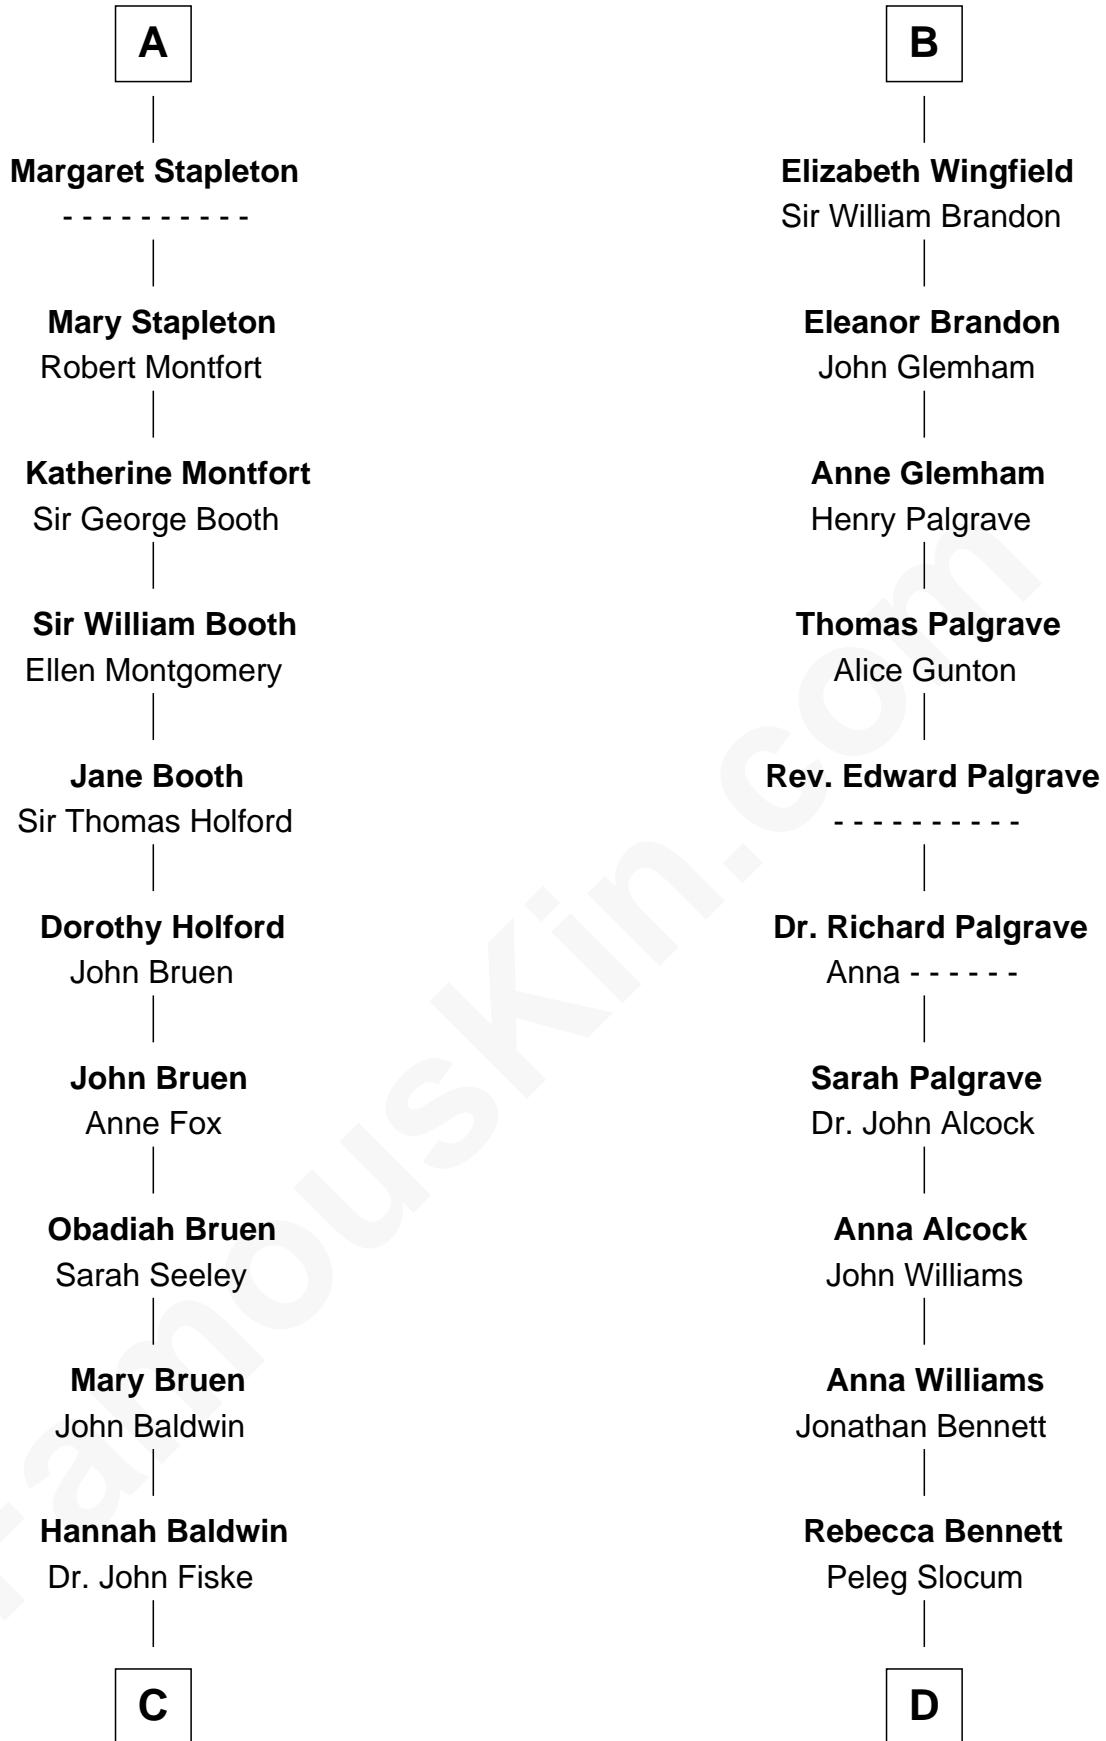 A
Margaret Stapleton
- - - - - - - - - -
Mary Stapleton
Robert Montfort
Katherine Montfort
Sir George Booth
Sir William Booth
Ellen Montgomery
Jane Booth
Sir Thomas Holford
Dorothy Holford
John Bruen
John Bruen
Anne Fox
Obadiah Bruen
Sarah Seeley
Mary Bruen
John Baldwin
Hannah Baldwin
Dr. John Fiske
C
B
Elizabeth Wingfield
Sir William Brandon
Eleanor Brandon
John Glemham
Anne Glemham
Henry Palgrave
Thomas Palgrave
Alice Gunton
Rev. Edward Palgrave
- - - - - - - - - -
Dr. Richard Palgrave
Anna - - - - - -
Sarah Palgrave
Dr. John Alcock
Anna Alcock
John Williams
Anna Williams
Jonathan Bennett
Rebecca Bennett
Peleg Slocum
D
FamousKin.com